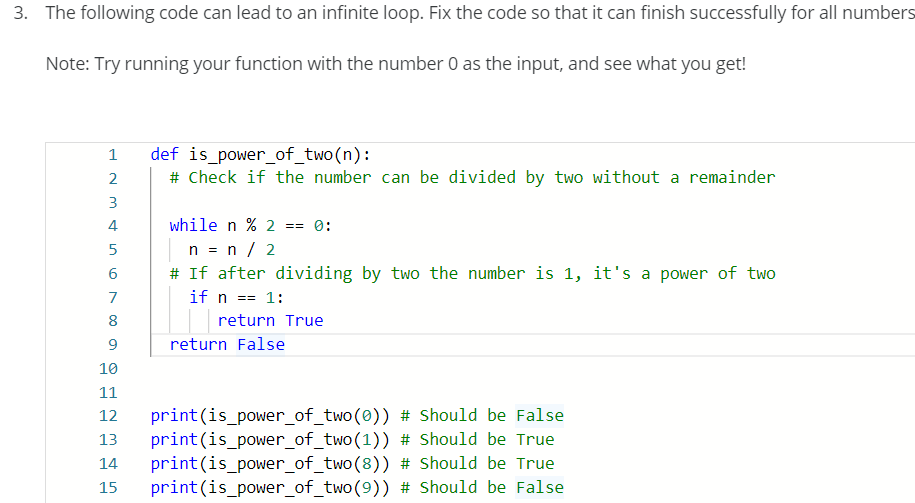 3. The following code can lead to an infinite loop. Fix the code so that it can finish successfully for all numbers
Note: Try running your function with the number 0 as the input, and see what you get!
1 def is_power_of_two(n):
2 # Check if the number can be divided by two without a remainder
3
4 while n % 2 == 0:
5 n = n / 2
6 # If after dividing by two the number is 1, it's a power of two
7 if n == 1:
8 return True
9 return False
10
11
12 print(is_power_of_two(0)) # Should be False
13 print(is_power_of_two(1)) # Should be True
14 print(is_power_of_two(8)) # Should be True
15 print(is_power_of_two(9)) # Should be False